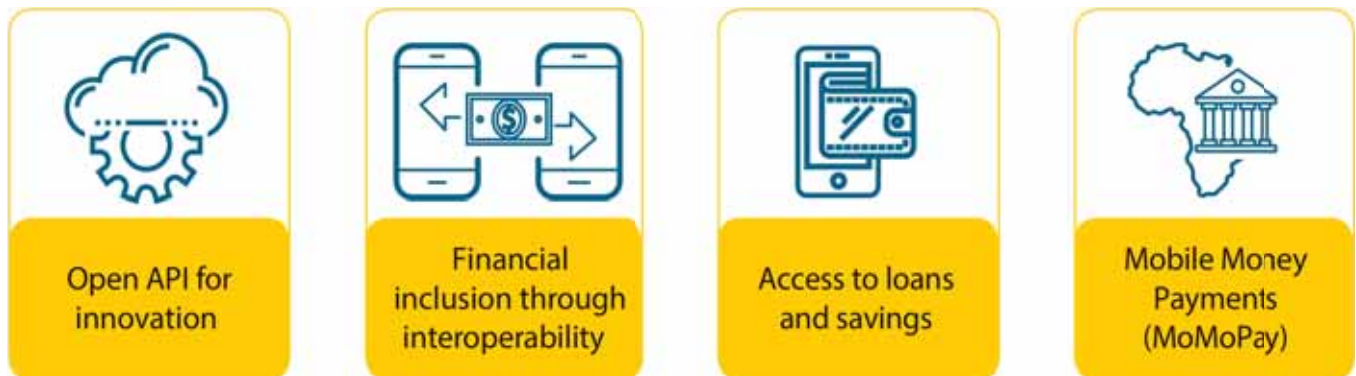 Open API for
innovation
Financial
inclusion through
interoperability
Access to loans
and savings
Mobile Money
Payments
(MoMoPay)